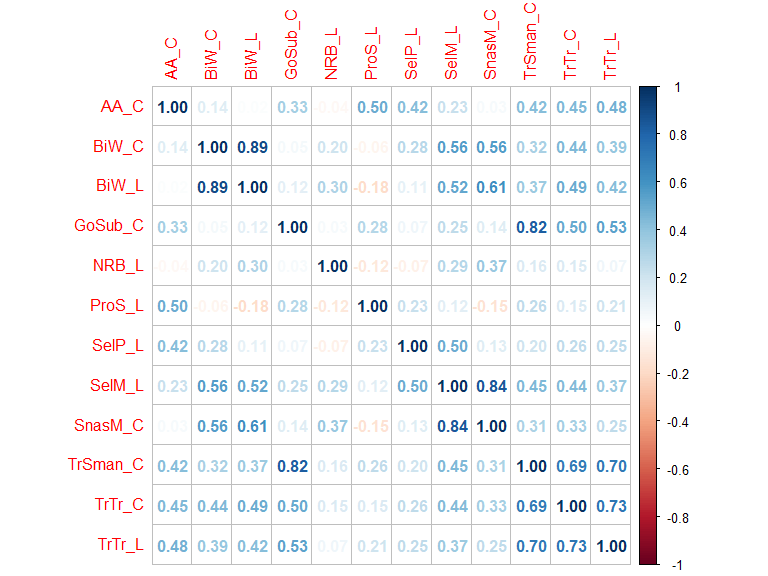 AA_C BiW_C BiW_L GoSub_C NRB_L ProS_L SelP_L SelM_L SnasM_C TrSman_C TrTr_C TrTr_L
AA_C 1.00 0.14 0.33 -0.04 0.50 0.42 0.23 0.03 0.42 0.45 0.48
BiW_C 0.14 1.00 0.89 0.05 0.20 -0.06 0.28 0.56 0.56 0.32 0.44 0.39
BiW_L 0.89 1.00 0.12 0.30 -0.18 0.11 0.52 0.61 0.37 0.49 0.42
GoSub_C 0.33 0.05 0.12 1.00 0.03 0.28 0.07 0.25 0.14 0.82 0.50 0.53
NRB_L -0.04 0.20 0.30 0.03 1.00 -0.12 -0.07 0.29 0.37 0.16 0.15 0.07
ProS_L 0.50 -0.06 -0.18 0.28 -0.12 1.00 0.23 0.12 -0.15 0.26 0.15 0.21
SelP_L 0.42 0.28 0.11 0.07 -0.07 0.23 1.00 0.50 0.13 0.20 0.26 0.25
SelM_L 0.23 0.56 0.52 0.25 0.29 0.12 0.50 1.00 0.84 0.45 0.44 0.37
SnasM_C 0.03 0.56 0.61 0.14 0.37 -0.15 0.13 0.84 1.00 0.31 0.33 0.25
TrSman_C 0.42 0.32 0.37 0.82 0.16 0.26 0.20 0.45 0.31 1.00 0.69 0.70
TrTr_C 0.45 0.44 0.49 0.50 0.15 0.15 0.26 0.44 0.33 0.69 1.00 0.73
TrTr_L 0.48 0.39 0.42 0.53 0.07 0.21 0.25 0.37 0.25 0.70 0.73 1.00
1
0.8
0.6
0.4
0.2
0
-0.2
-0.4
-0.6
-0.8
-1